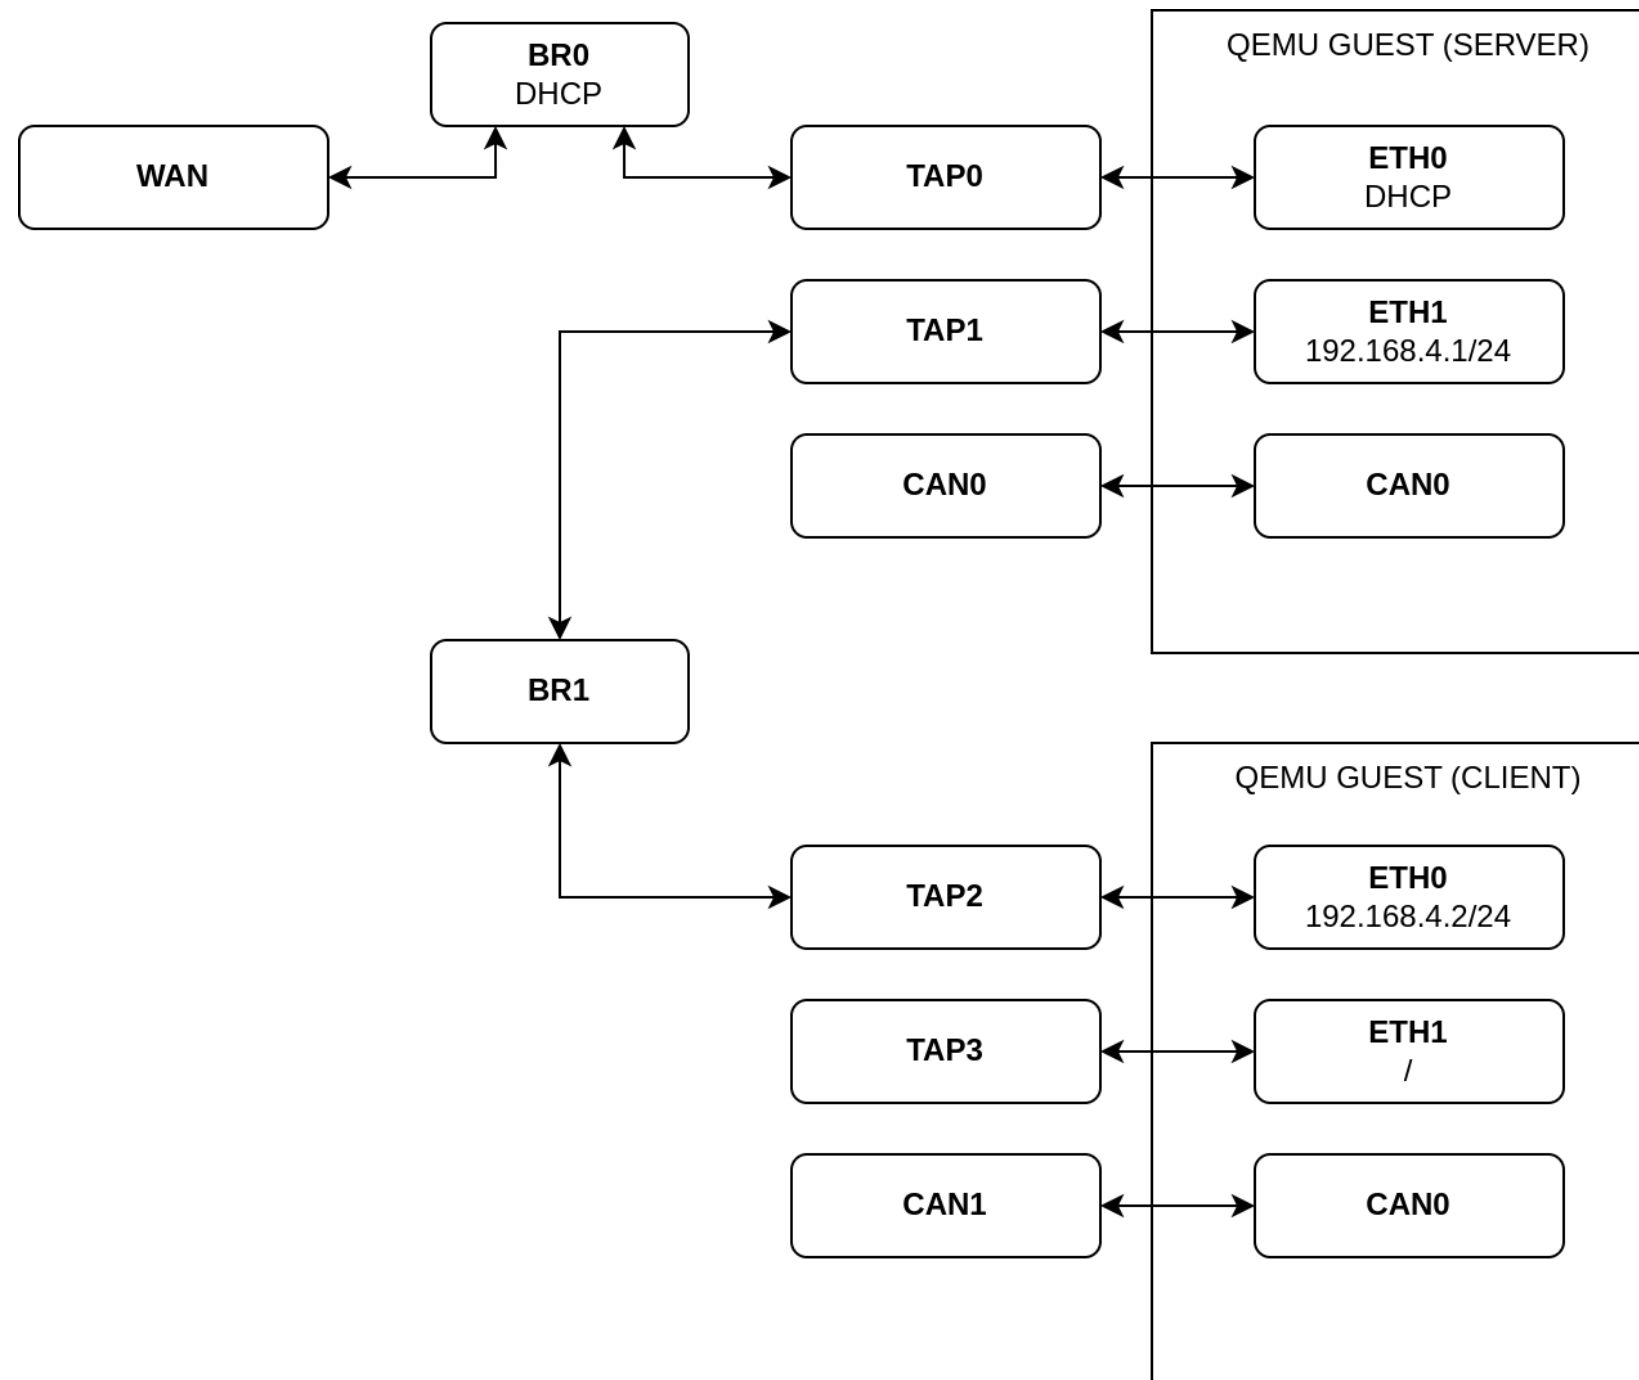 QEMU GUEST (SERVER)
BR0
DHCP
WAN
TAP0
ETH0
DHCP
TAP1
ETH1
192.168.4.1/24
CAN0
CAN0
BR1
QEMU GUEST (CLIENT)
TAP2
ETH0
192.168.4.2/24
TAP3
ETH1
/
CAN1
CAN0